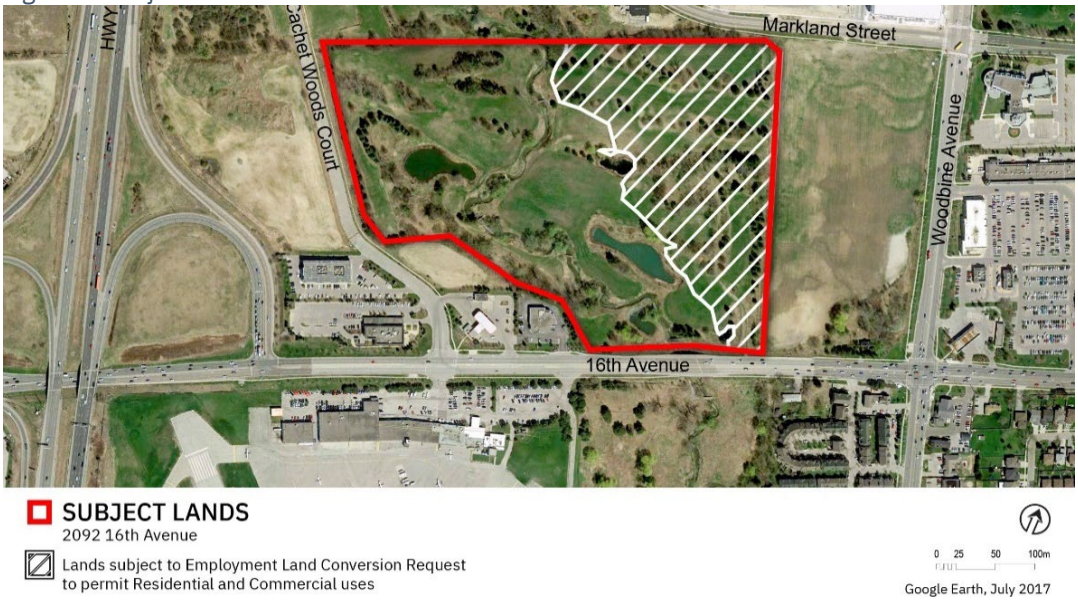 HWY
Cachet Woods Court
Markland Street
Woodbine Avenue
16th Avenue
SUBJECT LANDS
2092 16th Avenue
Lands subject to Employment Land Conversion Request
to permit Residential and Commercial uses
0 25 50 100m
Google Earth, July 2017